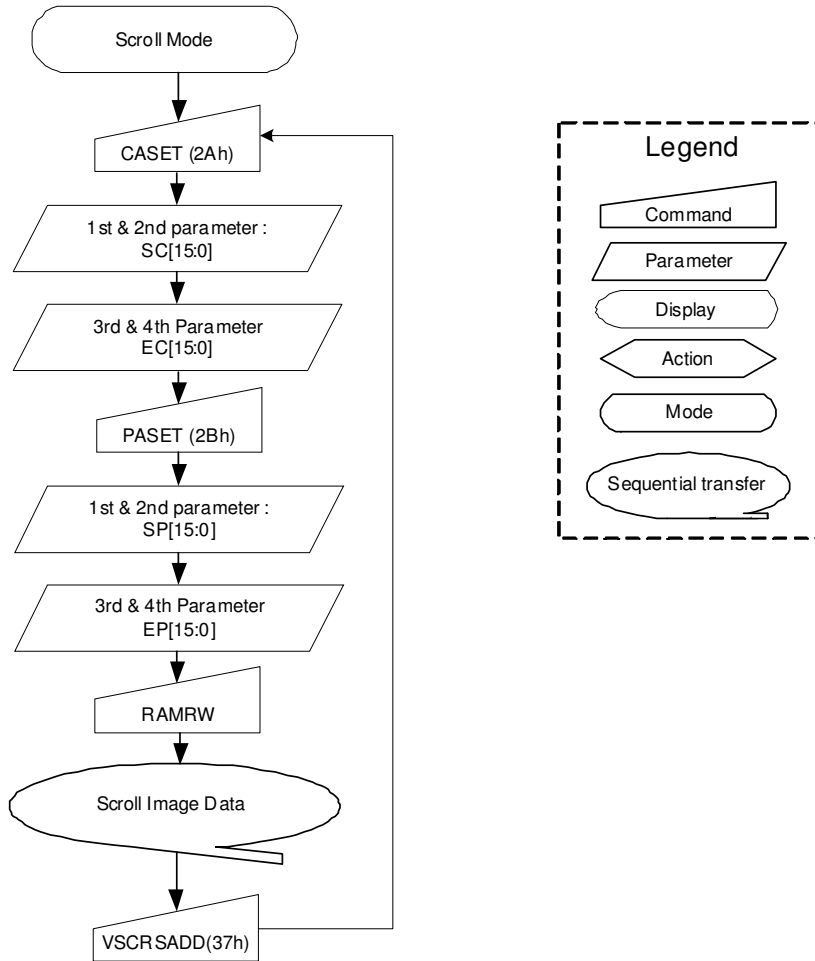 Scroll Mode
CASET (2Ah)
1st & 2nd parameter :
SC[15:0]
3rd & 4th Parameter
EC[15:0]
PASET (2Bh)
1st & 2nd parameter :
SP[15:0]
3rd & 4th Parameter
EP[15:0]
RAMRW
Scroll Image Data
VSCRSADD(37h)
Legend
Command
Parameter
Display
Action
Mode
Sequential transfer